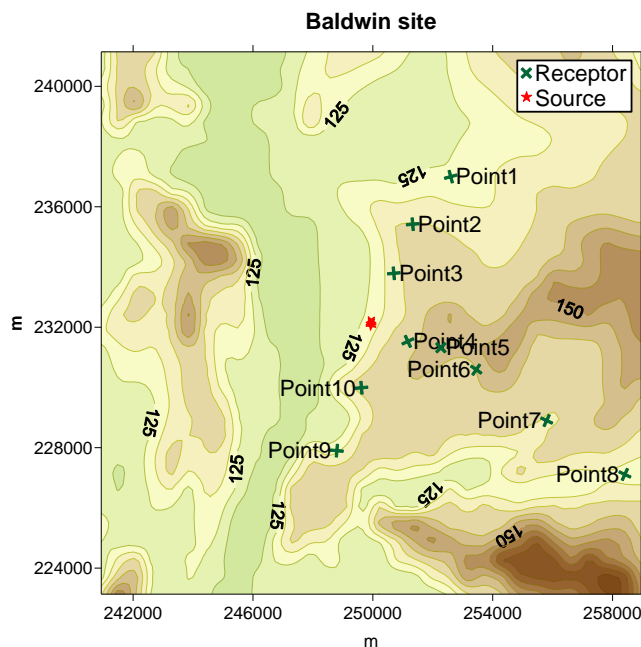 Baldwin site
Receptor
Source
240000
236000
232000
228000
224000
m
242000
246000
250000
254000
258000
m
125
125
125
125
125
125
125
125
150
150
Point1
Point2
Point3
Point4
Point5
Point6
Point7
Point8
Point9
Point10